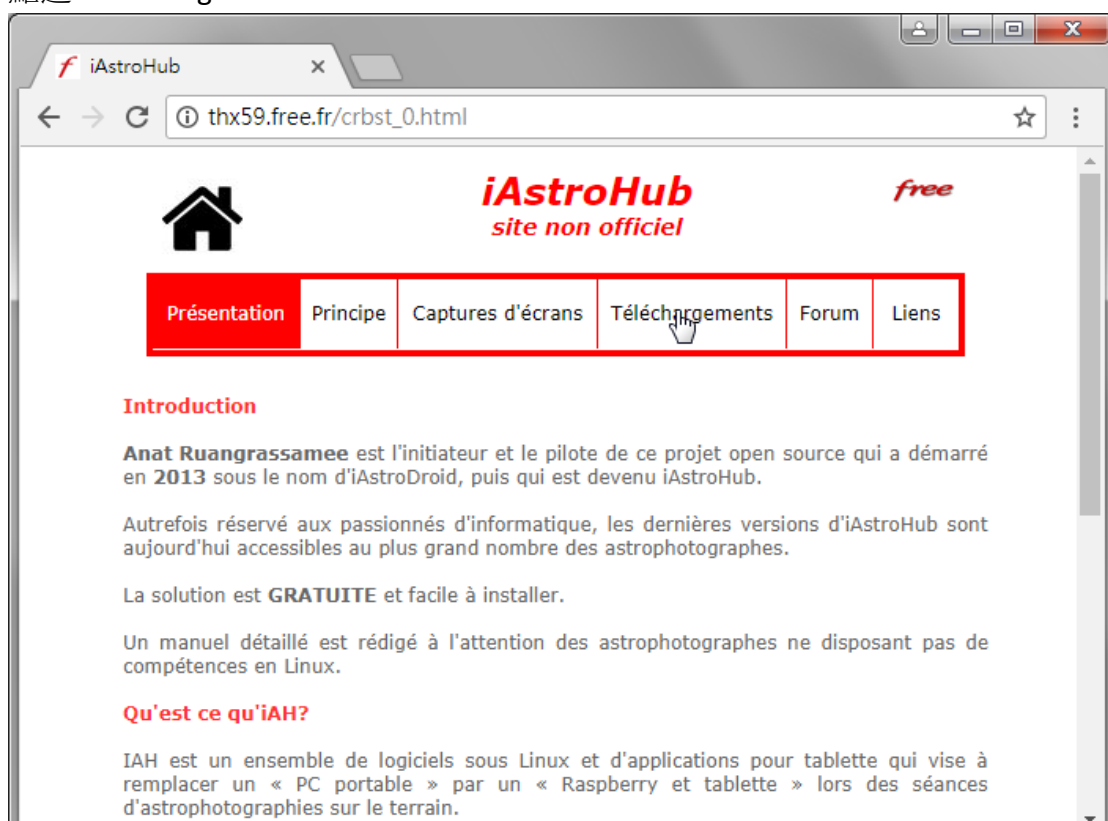 iAstroHub
thx59.free.fr/crbst_0.html
iAstroHub
free
site non officiel
Présentation Principe Captures d'écrans Téléchargements Forum Liens
Introduction
Anat Ruangrassamee est l'initiateur et le pilote de ce projet open source qui a démarré
en 2013 sous le nom d'iAstroDroid, puis qui est devenu iAstroHub.
Autrefois réservé aux passionnés d'informatique, les dernières versions d'iAstroHub sont
aujourd'hui accessibles au plus grand nombre des astrophotographes.
La solution est GRATUITE et facile à installer.
Un manuel détaillé est rédigé à l'attention des astrophotographes ne disposant pas de
compétences en Linux.
Qu'est ce qu'iAH?
IAH est un ensemble de logiciels sous Linux et d'applications pour tablette qui vise à
remplacer un « PC portable » par un « Raspberry et tablette » lors des séances
d'astrophotographies sur le terrain.